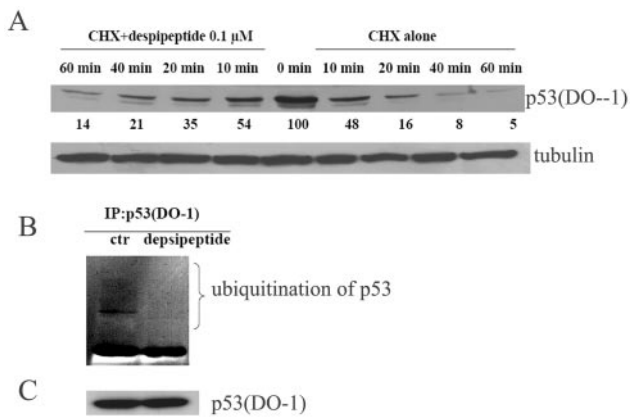 A
CHX+despipeptide 0.1 µM CHX alone
60 min 40 min 20 min 10 min 0 min 10 min 20 min 40 min 60 min
p53(DO--1)
14 21 35 54 100 48 16 8 5
tubulin
B
IP:p53(DO-1)
ctr depsipeptide
ubiquitination of p53
C
p53(DO-1)